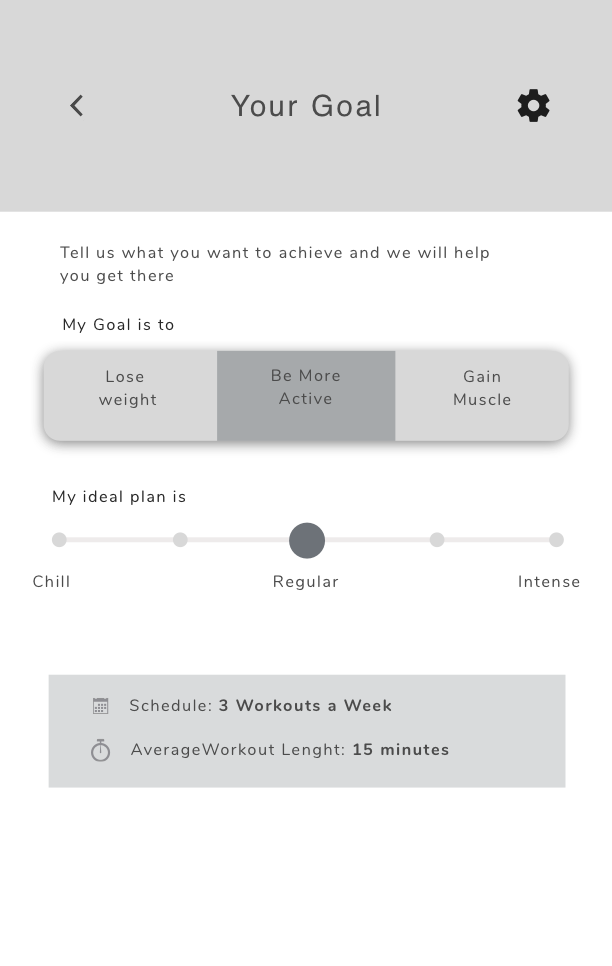 Your Goal
Tell us what you want to achieve and we will help
you get there
My Goal is to
Lose
weight
Be More
Active
Gain
Muscle
My ideal plan is
Chill
Regular
Intense
Schedule: 3 Workouts a Week
AverageWorkout Lenght: 15 minutes